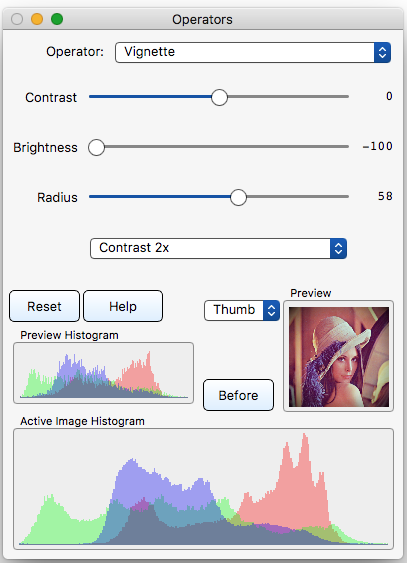 Operators
Operator: Vignette
Contrast 0
Brightness -100
Radius 58
Contrast 2x
Reset Help Thumb Preview
Preview Histogram
Before
Active Image Histogram